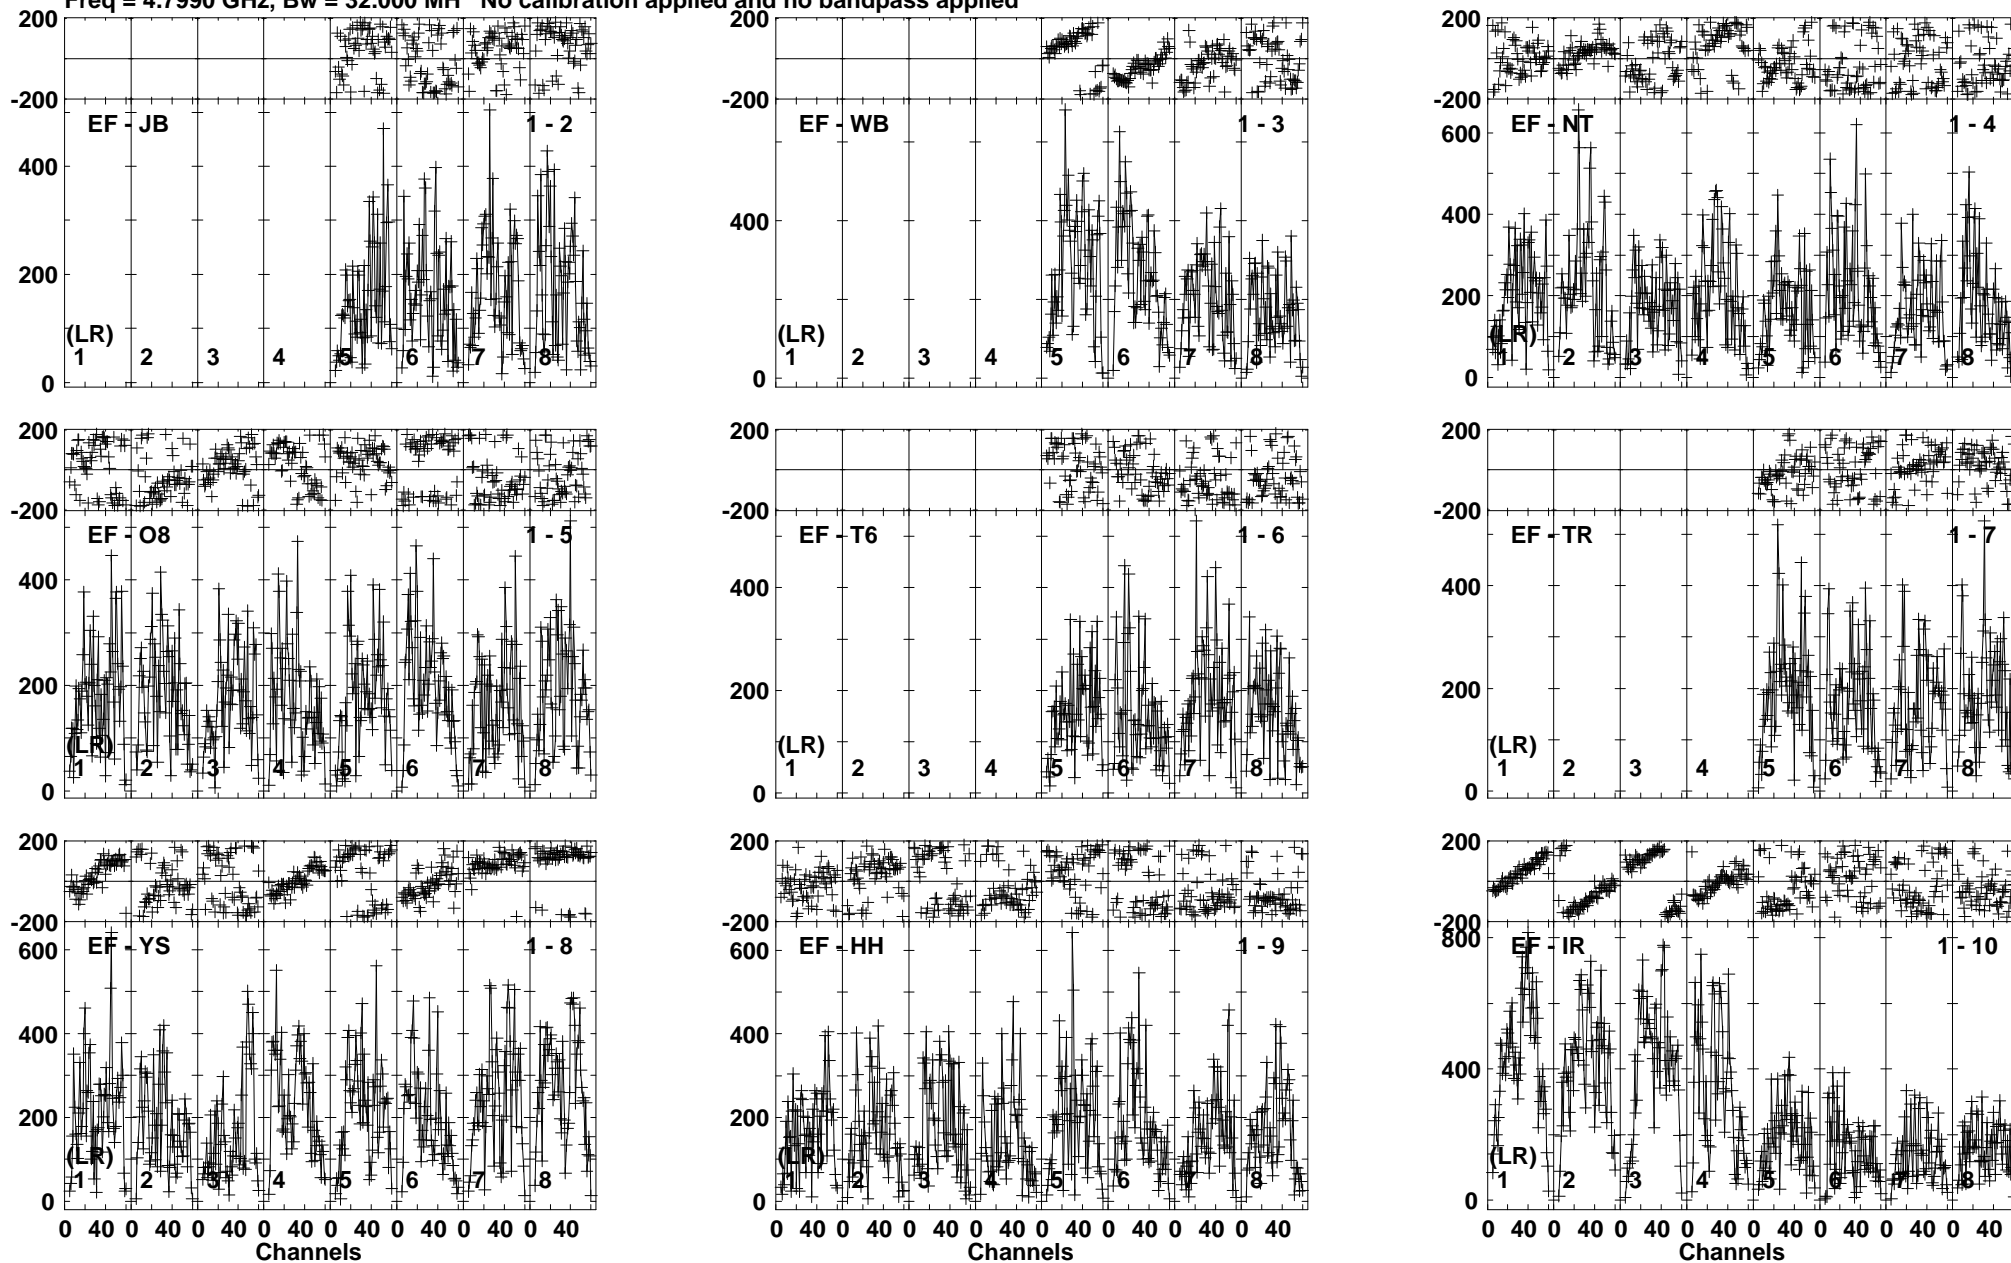 Freq = 4.7990 GHz, Bw = 32.000 MH No calibration applied and no bandpass applied
200 200 200
-200 -200 -200
EF - JB 1 - 2 EF - WB 1 - 3 EF - NT 1 - 4
600
400 400 400
200 200
(LR) (LR) (LR)
1 2 3 4 5 6 7 8 1 2 3 4 5 6 7 8 1 2 3 4 5 6 7 8
0 0 0
200 200 200
-200 -200 -200
EF - O8 1 - 5 EF - T6 1 - 6 EF - TR 1 - 7
400 400 400
200 200 200
(LR) (LR) (LR)
1 2 3 4 5 6 7 8 1 2 3 4 5 6 7 8 1 2 3 4 5 6 7 8
0 0 0
200 200 200
-200 -200 -200
EF - YS 1 - 8 EF - HH 1 - 9 EF - IR 1 - 10
600 600 800
400 400 400
200 200
(LR) (LR) (LR)
1 2 3 4 5 6 7 8 1 2 3 4 5 6 7 8 1 2 3 4 5 6 7 8
0 0 0
0 40 0 40 0 40 0 40 0 40 0 40 0 40 0 40 0 40 0 40 0 40 0 40 0 40 0 40 0 40 0 40 0 40 0 40 0 40 0 40 0 40 0 40 0 40 0 40
Channels Channels Channels